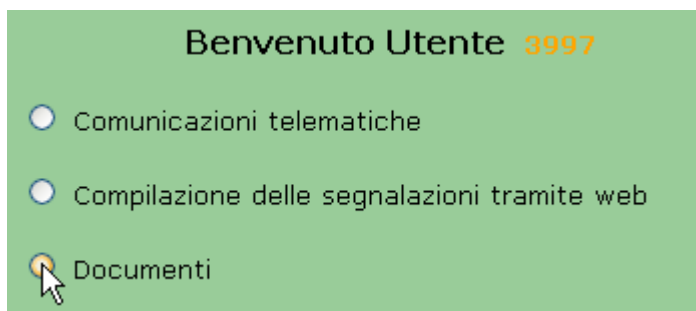 Benvenuto Utente 3997
Comunicazioni telematiche
Compilazione delle segnalazioni tramite web
Documenti